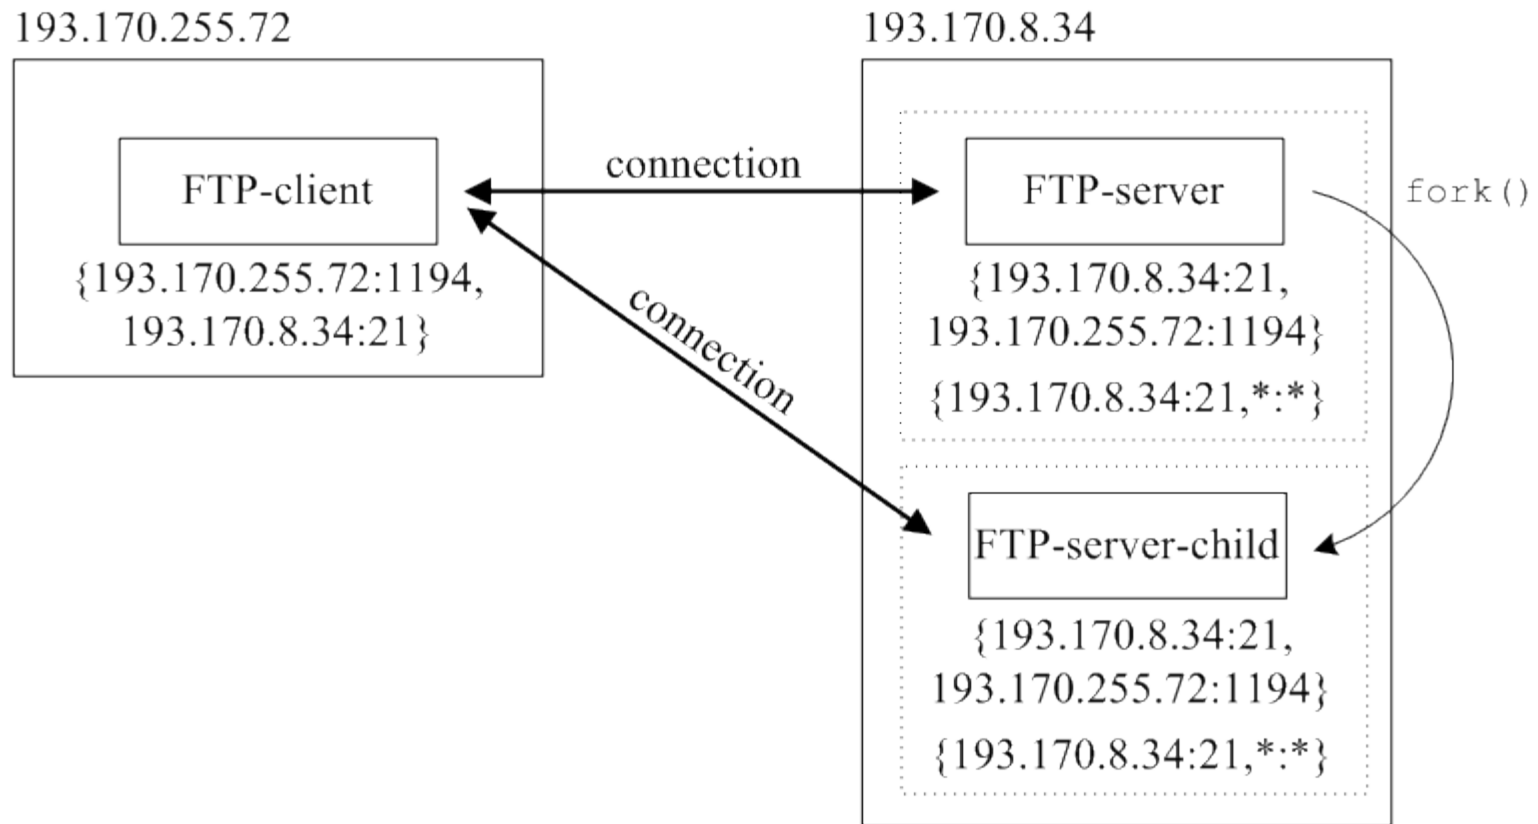 193.170.255.72
193.170.8.34
FTP-client
connection
FTP-server
fork()
{193.170.255.72:1194,
193.170.8.34:21}
{193.170.8.34:21,
193.170.255.72:1194}
{193.170.8.34:21,*:*}
connection
FTP-server-child
{193.170.8.34:21,
193.170.255.72:1194}
{193.170.8.34:21,*:*}